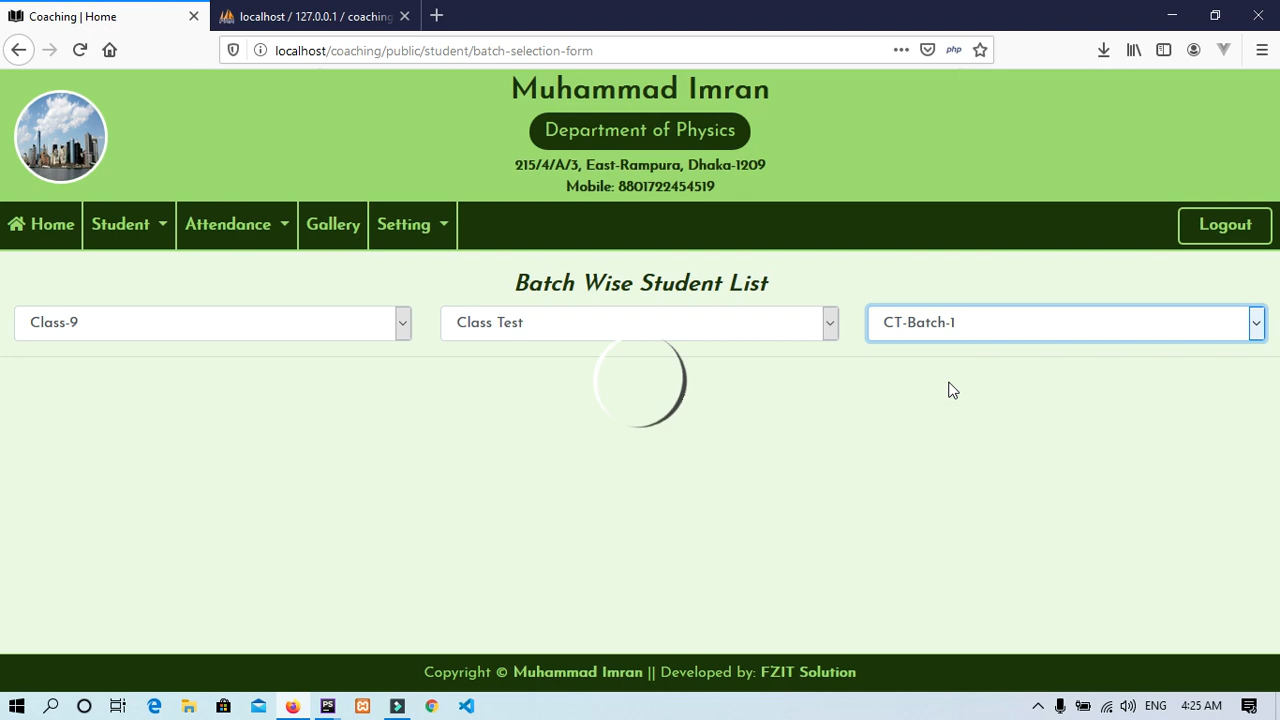 Coaching | Home
localhost / 127.0.0.1 / coaching
localhost/coaching/public/student/batch-selection-form
php
Muhammad Imran
Department of Physics
215/4/A/3, East-Rampura, Dhaka-1209
Mobile: 8801722454519
Home
Student
Attendance
Gallery
Setting
Logout
Batch Wise Student List
Class-9
Class Test
CT-Batch-1
Copyright © Muhammad Imran || Developed by: FZIT Solution
ENG
4:25 AM